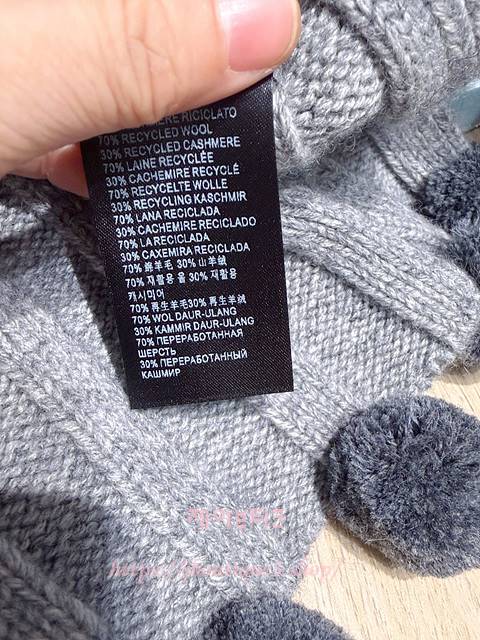 RICICLATO
70% RECYCLED WOOL
30% RECYCLED CASHMERE
70% LAINE RECYCLÉE
30% CACHEMIRE RECYCLÉ
70% RECYCELTE WOLLE
30% RECYCLING KASCHMIR
70% LANA RECICLADA
30% CACHEMIRE RECICLADO
70% LA RECICLADA
30% CAXEMIRA RECICLADA
70% 綿羊毛 30% 山羊绒
70% 재활용 울 30% 재활용
캐시미어
70% 再生羊毛30% 再生羊绒
70% WOL DAUR-ULANG
30% KAMMIR DAUR-ULANG
70% ПЕРЕРАБОТАННАЯ
ШЕРСТЬ
30% ПЕРЕРАБОТАННЫЙ
КАШМИР